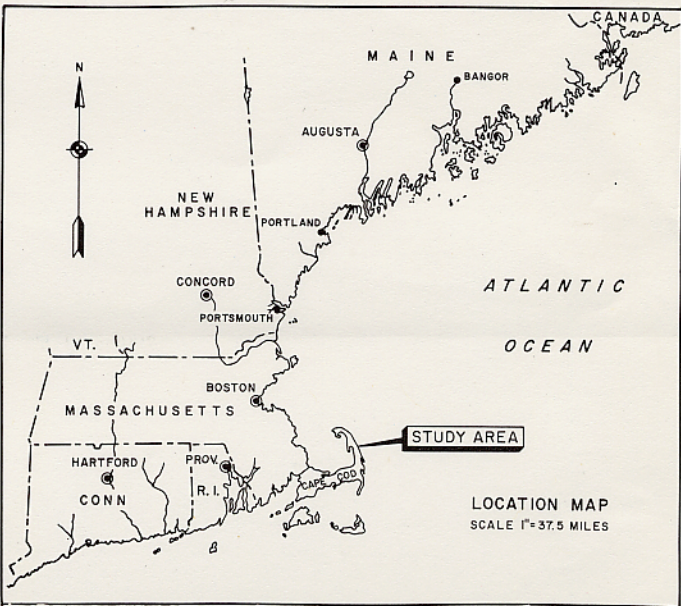 CANADA
MAINE
N
BANGOR
AUGUSTA
NEW
HAMPSHIRE
PORTLAND
CONCORD
ATLANTIC
PORTSMOUTH
OCEAN
VT.
BOSTON
MASSACHUSETTS
STUDY AREA
HARTFORD
PROV.
CAPE COD
CONN
R.I.
LOCATION MAP
SCALE 1"=37.5 MILES